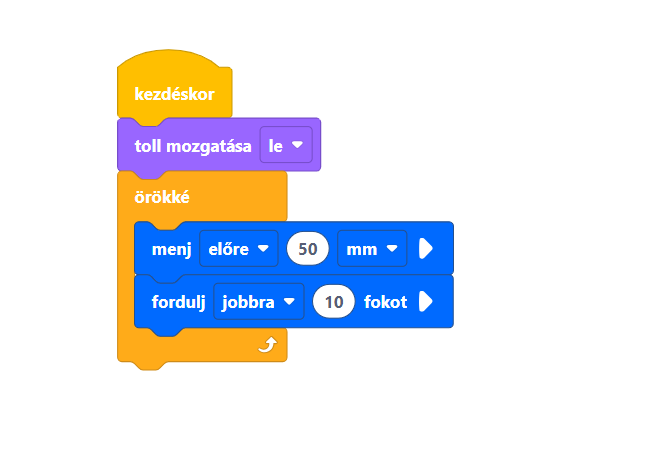 kezdéskor
toll mozgatása le
örökké
menj előre 50 mm
fordulj jobbra 10 fokot